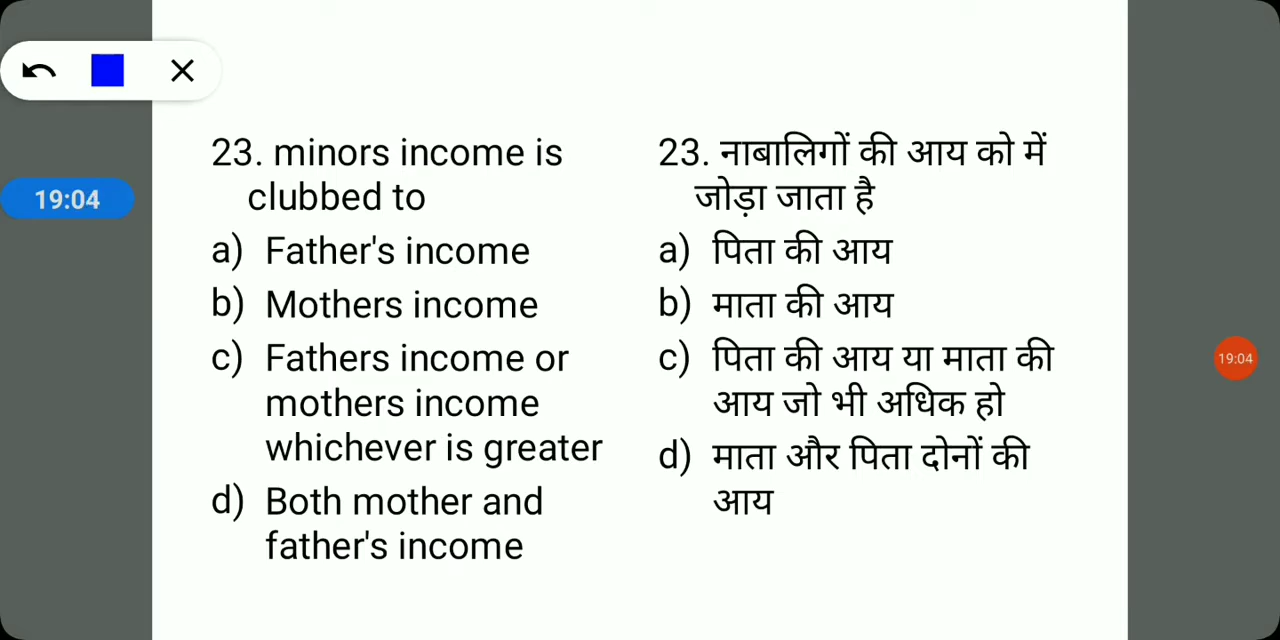 19:04
23. minors income is
clubbed to
a) Father's income
b) Mothers income
c) Fathers income or
mothers income
whichever is greater
d) Both mother and
father's income
23. नाबालिगों की आय को में
जोड़ा जाता है
a) पिता की आय
b) माता की आय
c) पिता की आय या माता की
आय जो भी अधिक हो
d) माता और पिता दोनों की
आय
19:04